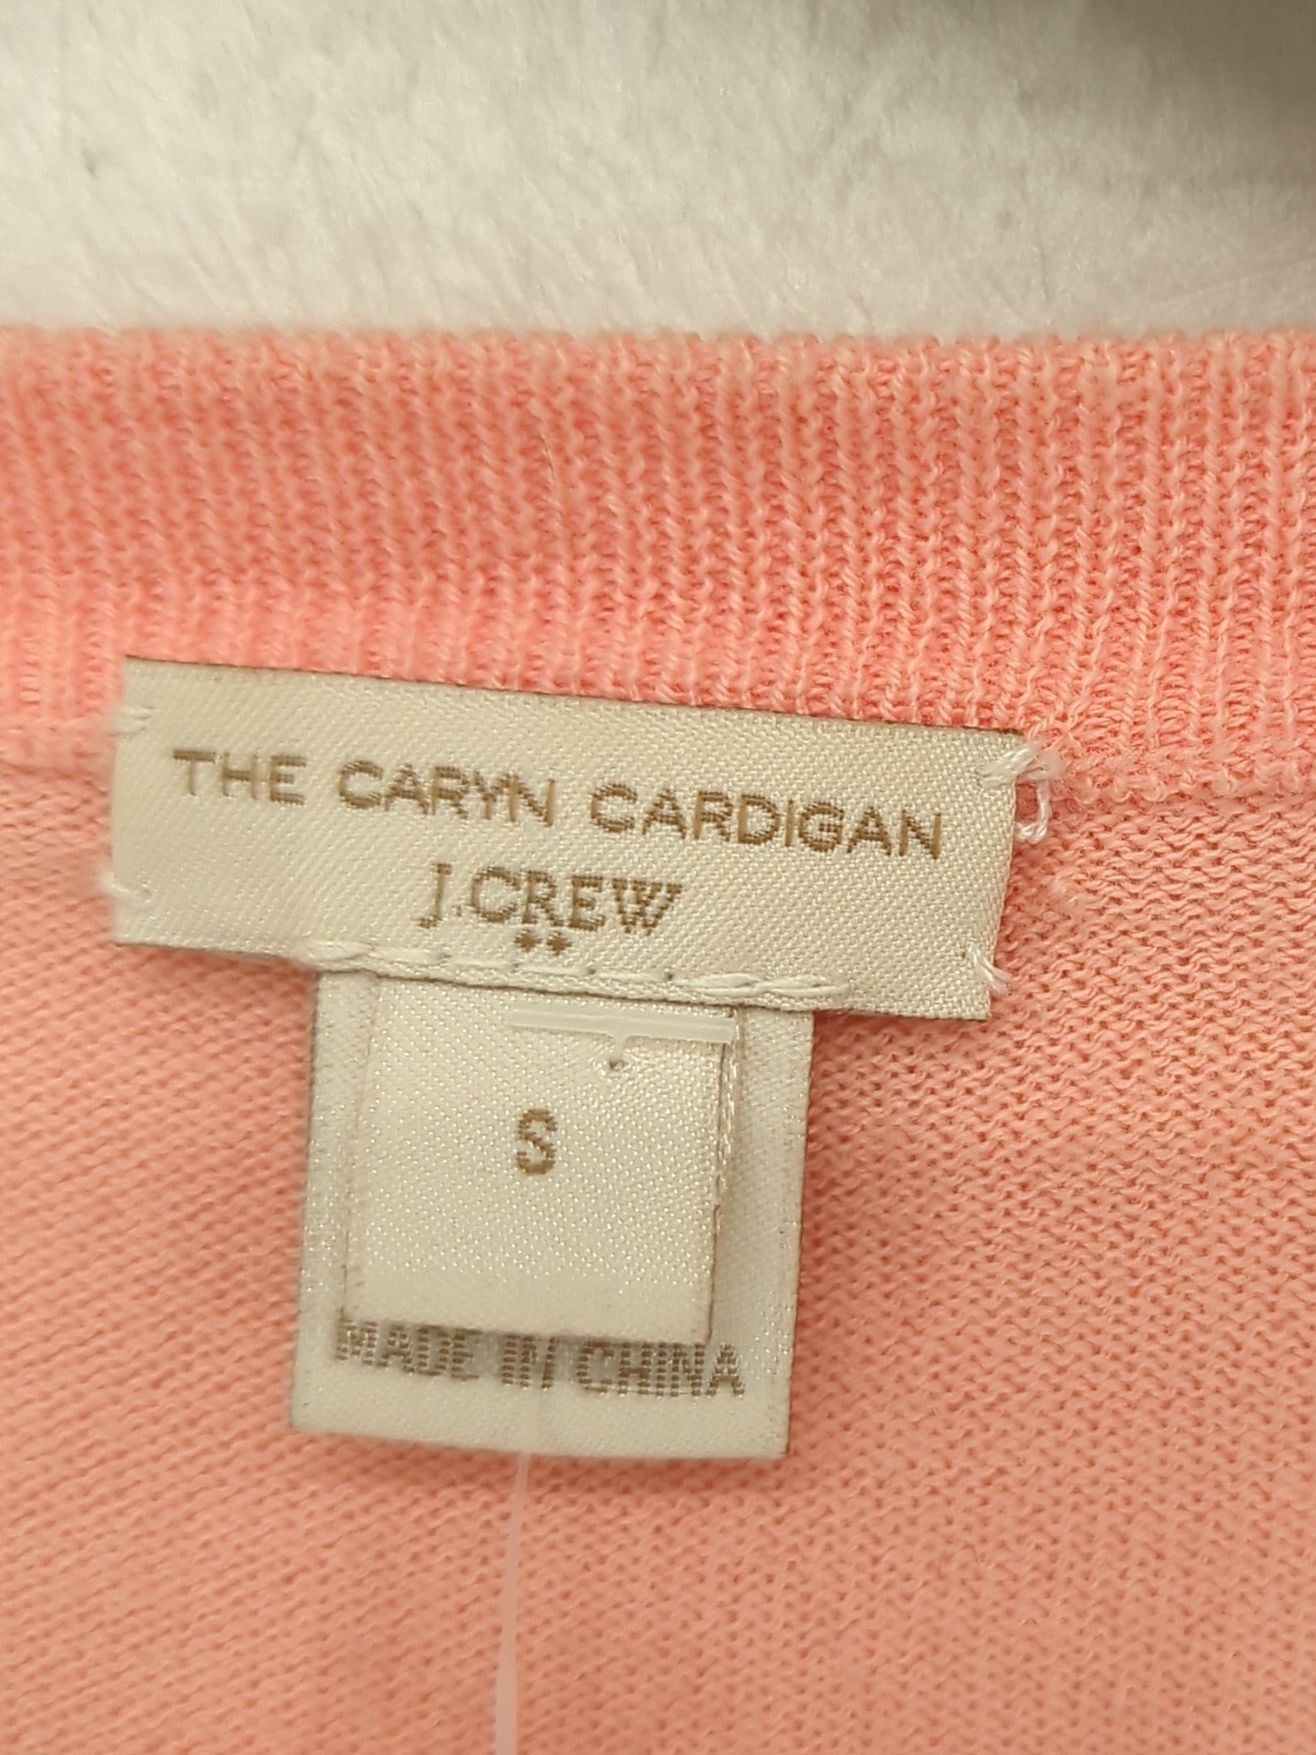 THE CARYN CARDIGAN
J.CREW
S
MADE IN CHINA